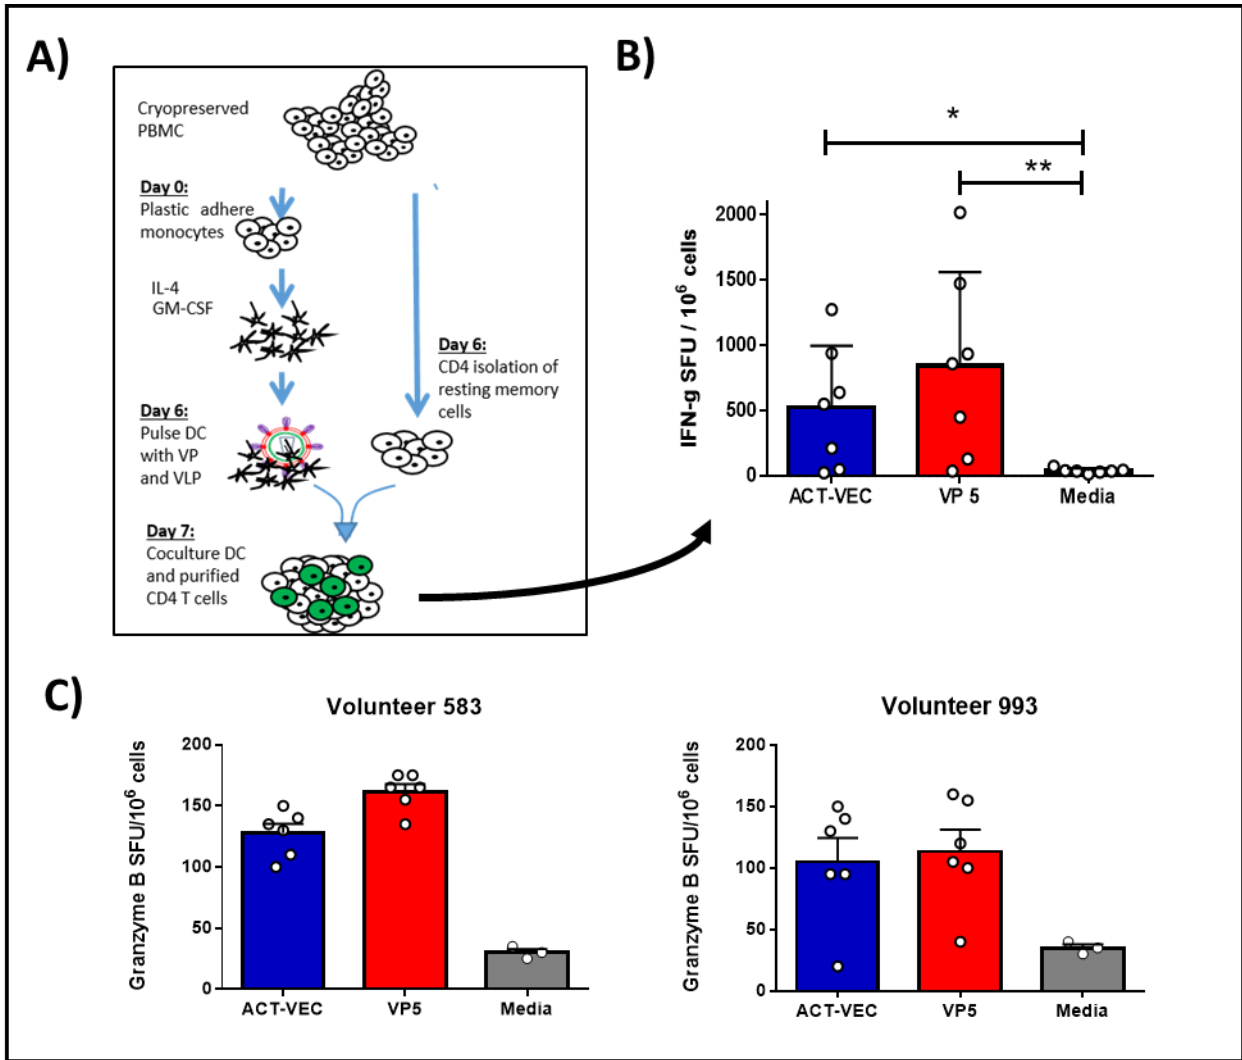 A)
Cryopreserved
PBMC
Day 0:
Plastic adhere
monocytes
IL-4
GM-CSF
Day 6:
CD4 isolation of
resting memory
cells
Day 6:
Pulse DC
with VP
and VLP
Day 7:
Coculture DC
and purified
CD4 T cells
B)
*
**
IFN-g SFU / 10⁶ cells
2000
1500
1000
500
0
ACT-VEC
VP 5
Media
C)
Volunteer 583
Granzyme B SFU/10⁶ cells
200
150
100
50
0
ACT-VEC
VP5
Media
Volunteer 993
Granzyme B SFU/10⁶ cells
200
150
100
50
0
ACT-VEC
VP5
Media